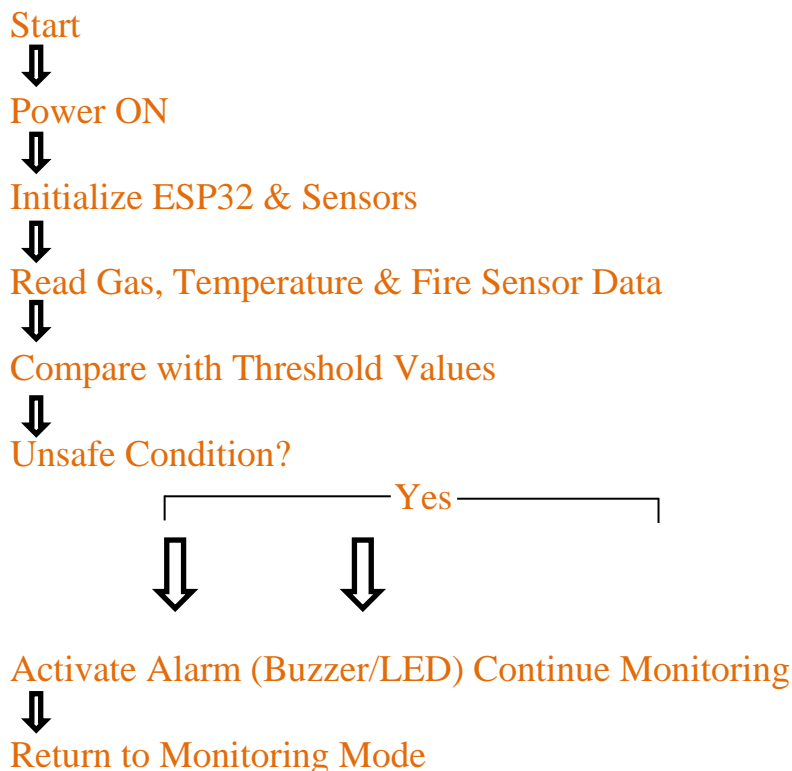 Start
Power ON
Initialize ESP32 & Sensors
Read Gas, Temperature & Fire Sensor Data
Compare with Threshold Values
Unsafe Condition?
Yes
Activate Alarm (Buzzer/LED) Continue Monitoring
Return to Monitoring Mode